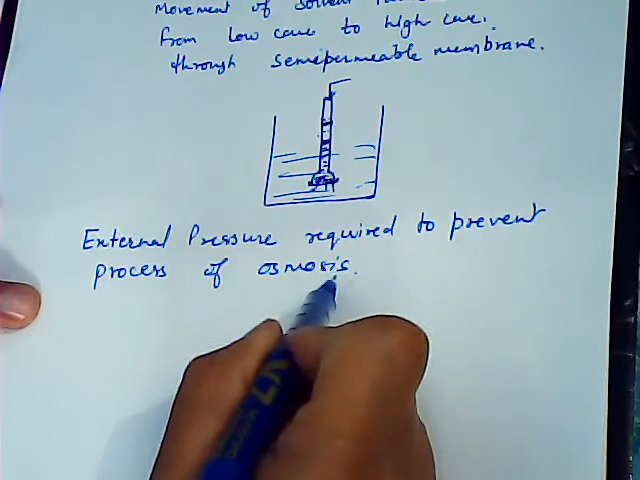 Movement of solvent
from low conc to high conc.
through semipermeable membrane.
External Pressure required to prevent
process of osmosis.